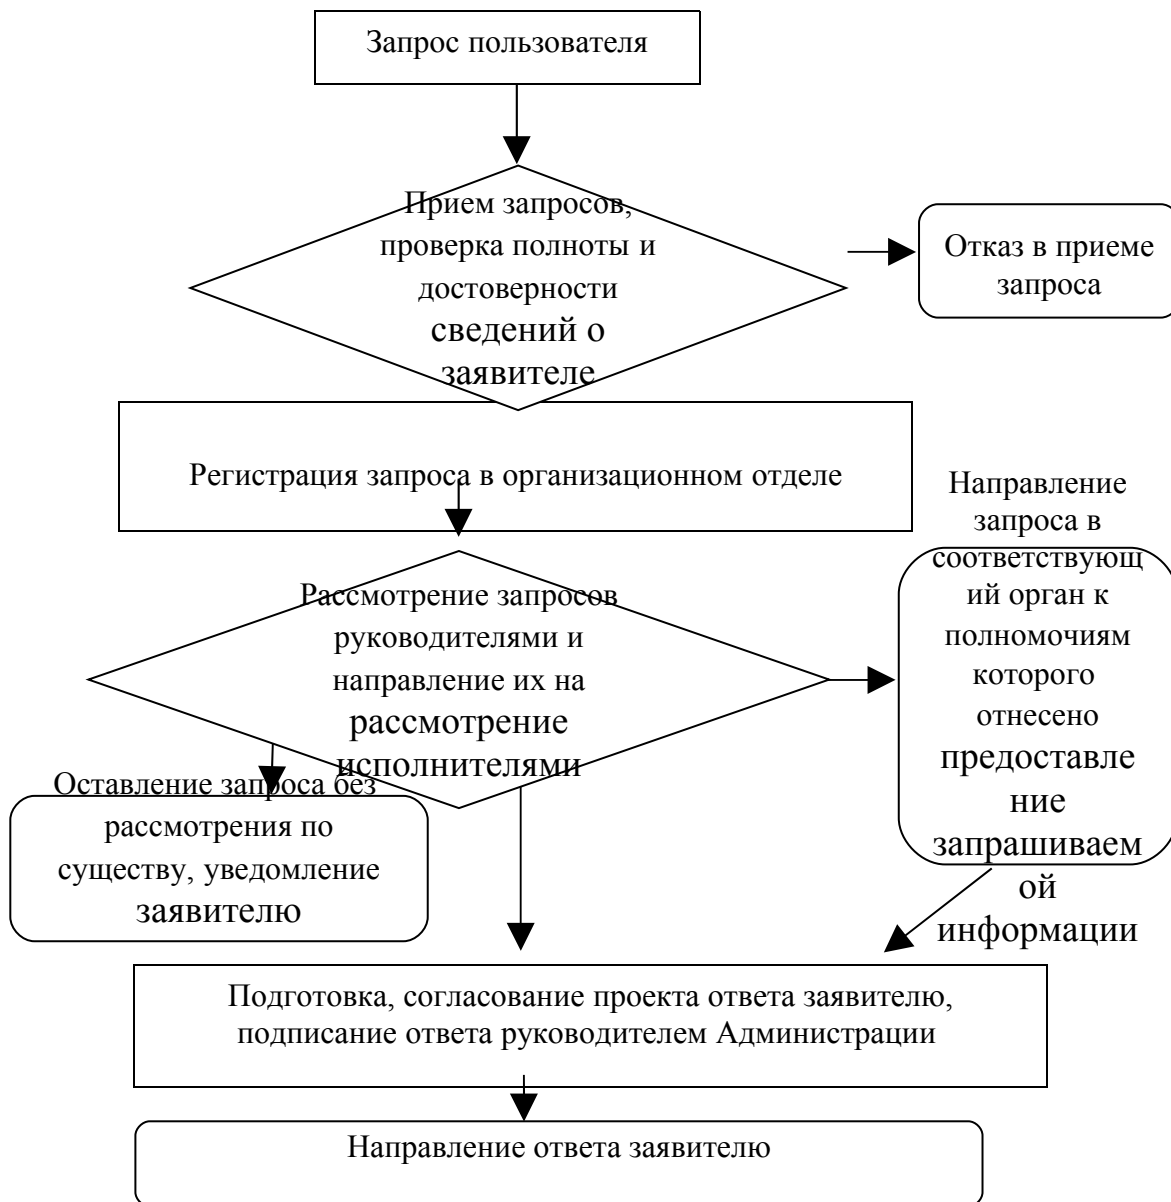 Запрос пользователя
Прием запросов,
проверка полноты и
достоверности
сведений о
заявителе
Отказ в приеме
запроса
Регистрация запроса в организационном отделе
Направление
запроса в
соответствующ
ий орган к
полномочиям
которого
отнесено
предоставле
ние
запрашиваем
ой
информации
Рассмотрение запросов
руководителями и
направление их на
рассмотрение
исполнителями
Оставление запроса без
рассмотрения по
существу, уведомление
заявителю
Подготовка, согласование проекта ответа заявителю,
подписание ответа руководителем Администрации
Направление ответа заявителю